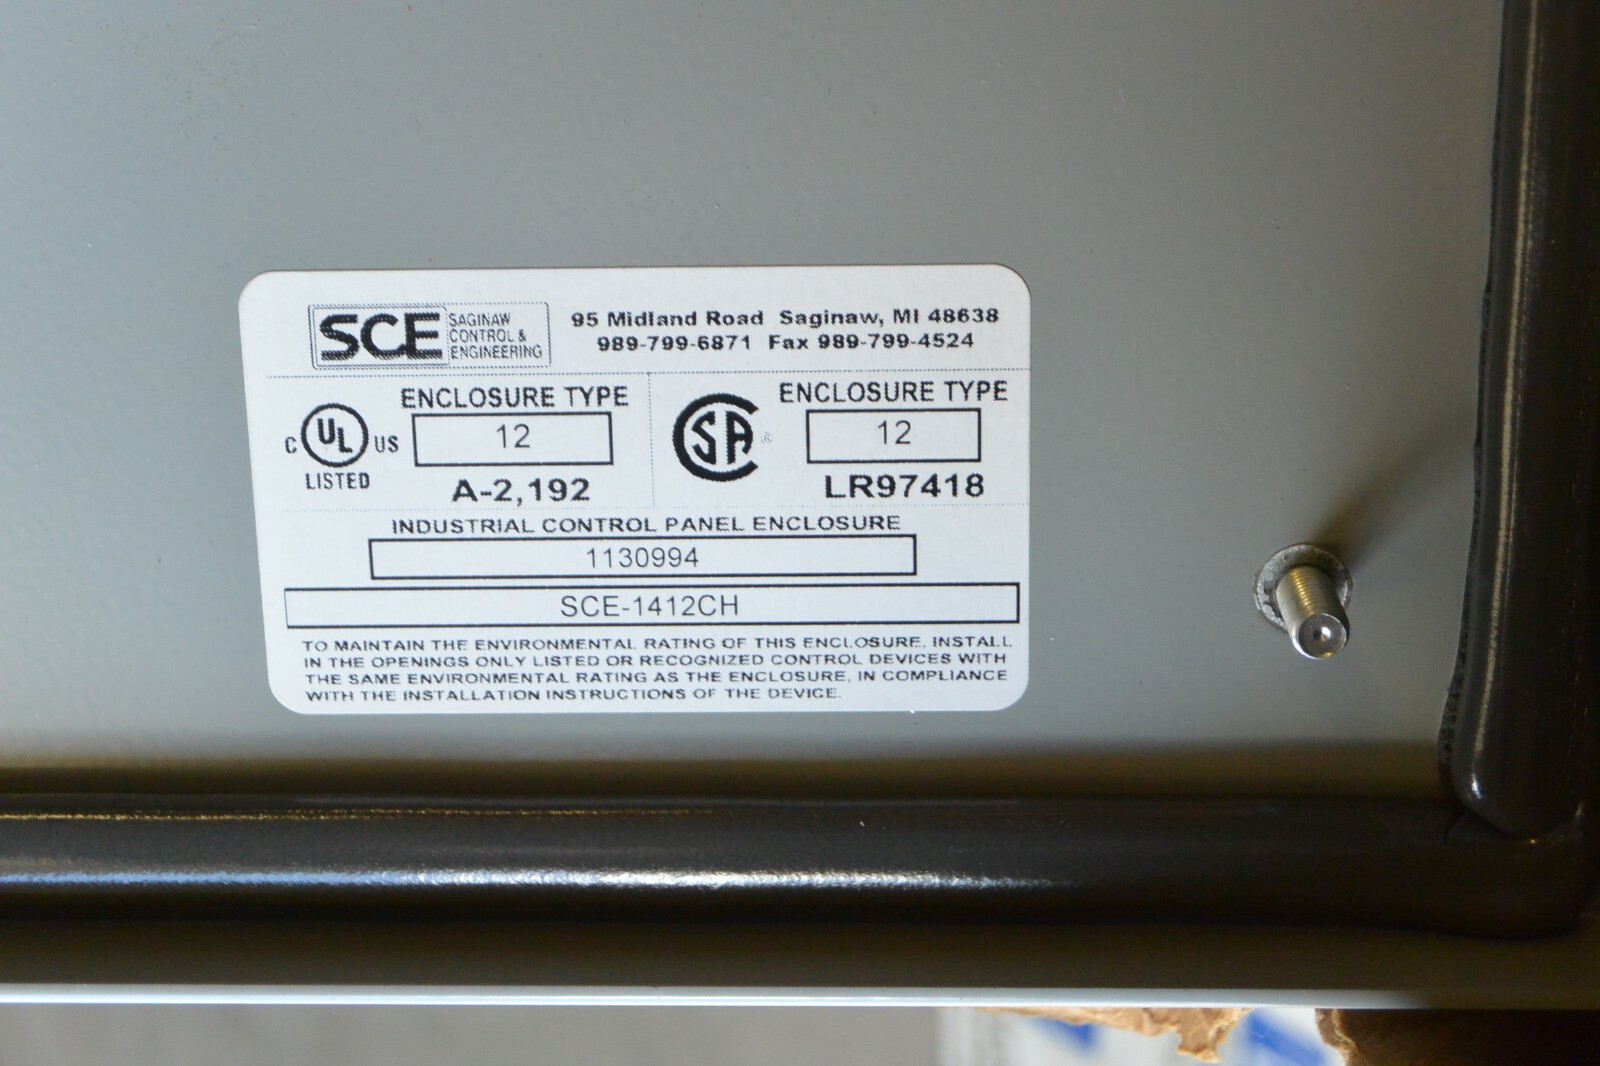 SCE SAGINAW CONTROL & ENGINEERING
95 Midland Road Saginaw, MI 48638
989-799-6871 Fax 989-799-4524
C UL US LISTED
ENCLOSURE TYPE
12
A-2,192
SA ®
ENCLOSURE TYPE
12
LR97418
INDUSTRIAL CONTROL PANEL ENCLOSURE
1130994
SCE-1412CH
TO MAINTAIN THE ENVIRONMENTAL RATING OF THIS ENCLOSURE, INSTALL
IN THE OPENINGS ONLY LISTED OR RECOGNIZED CONTROL DEVICES WITH
THE SAME ENVIRONMENTAL RATING AS THE ENCLOSURE, IN COMPLIANCE
WITH THE INSTALLATION INSTRUCTIONS OF THE DEVICE.